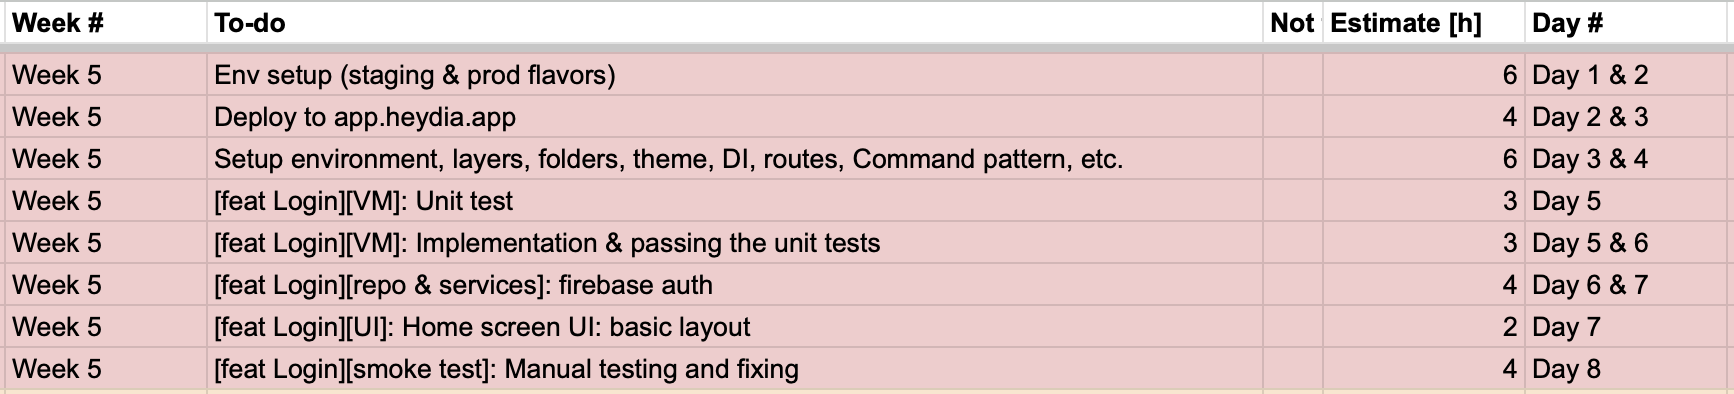 Week # To-do Not Estimate [h] Day #
Week 5 Env setup (staging & prod flavors) 6 Day 1 & 2
Week 5 Deploy to app.heydia.app 4 Day 2 & 3
Week 5 Setup environment, layers, folders, theme, DI, routes, Command pattern, etc. 6 Day 3 & 4
Week 5 [feat Login][VM]: Unit test 3 Day 5
Week 5 [feat Login][VM]: Implementation & passing the unit tests 3 Day 5 & 6
Week 5 [feat Login][repo & services]: firebase auth 4 Day 6 & 7
Week 5 [feat Login][UI]: Home screen UI: basic layout 2 Day 7
Week 5 [feat Login][smoke test]: Manual testing and fixing 4 Day 8